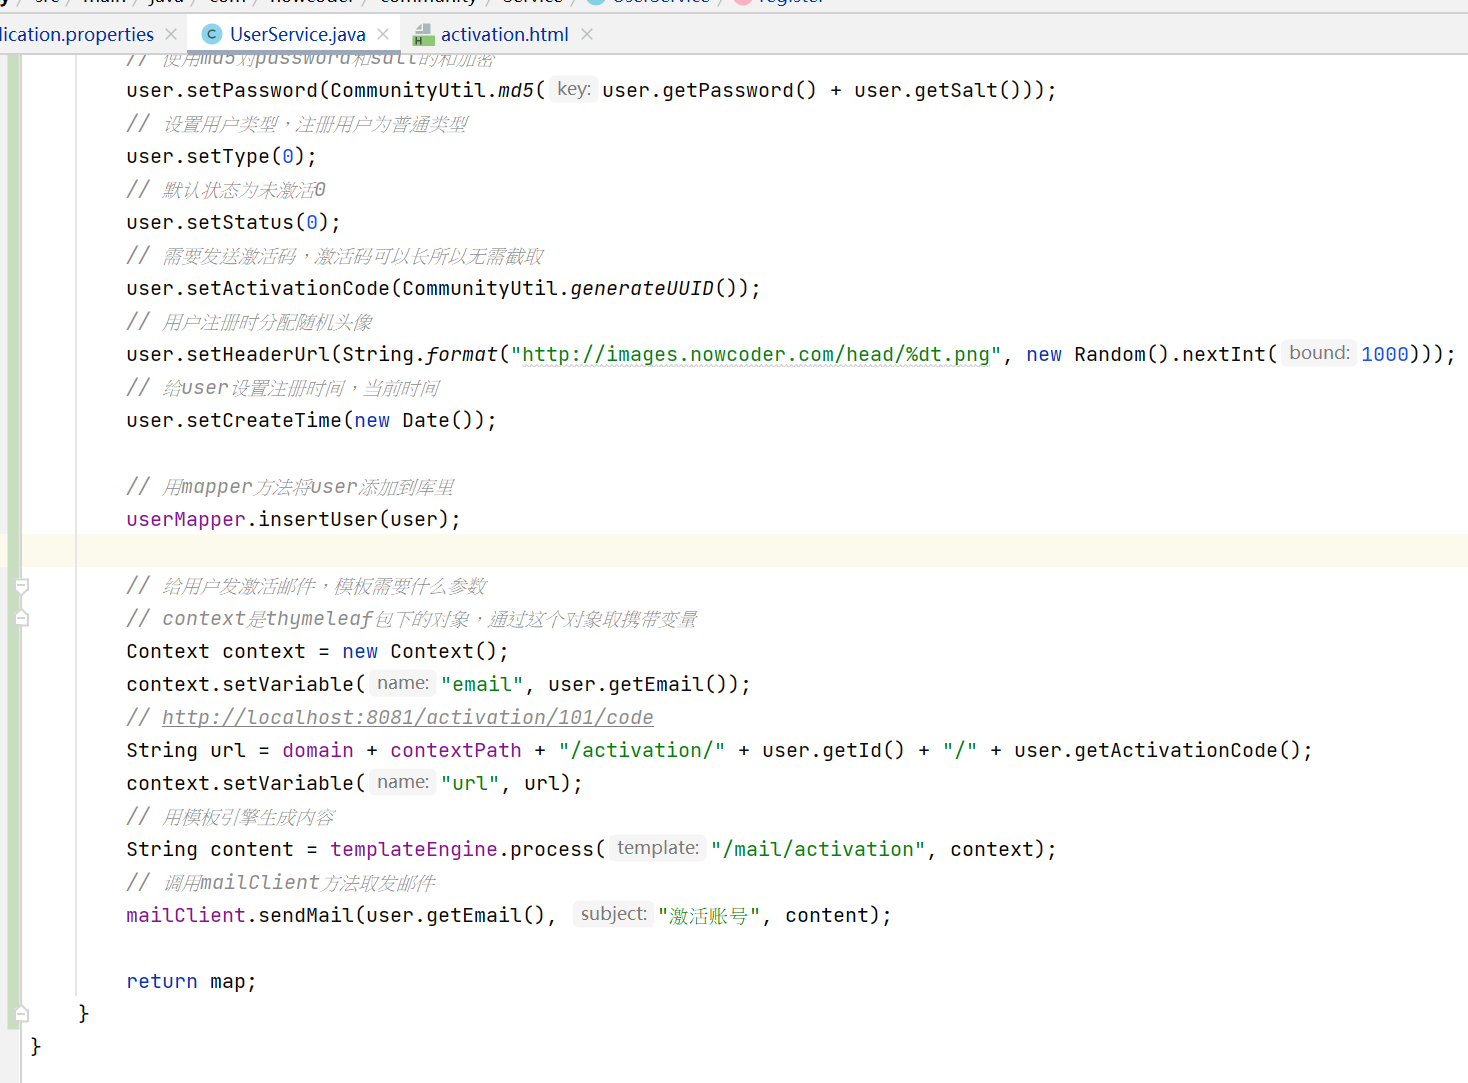 src / main / java / com / nowcoder / community / service / UserService / register
lication.properties UserService.java activation.html
// 使用md5对password和salt的和加密
user.setPassword(CommunityUtil.md5( key: user.getPassword() + user.getSalt()));
// 设置用户类型，注册用户为普通类型
user.setType(0);
// 默认状态为未激活0
user.setStatus(0);
// 需要发送激活码，激活码可以长所以无需截取
user.setActivationCode(CommunityUtil.generateUUID());
// 用户注册时分配随机头像
user.setHeaderUrl(String.format("http://images.nowcoder.com/head/%dt.png", new Random().nextInt( bound: 1000)));
// 给user设置注册时间，当前时间
user.setCreateTime(new Date());
// 用mapper方法将user添加到库里
userMapper.insertUser(user);
// 给用户发激活邮件，模板需要什么参数
// context是thymeleaf包下的对象，通过这个对象取携带变量
Context context = new Context();
context.setVariable( name: "email", user.getEmail());
// http://localhost:8081/activation/101/code
String url = domain + contextPath + "/activation/" + user.getId() + "/" + user.getActivationCode();
context.setVariable( name: "url", url);
// 用模板引擎生成内容
String content = templateEngine.process( template: "/mail/activation", context);
// 调用mailClient方法取发邮件
mailClient.sendMail(user.getEmail(), subject: "激活账号", content);
return map;
}
}